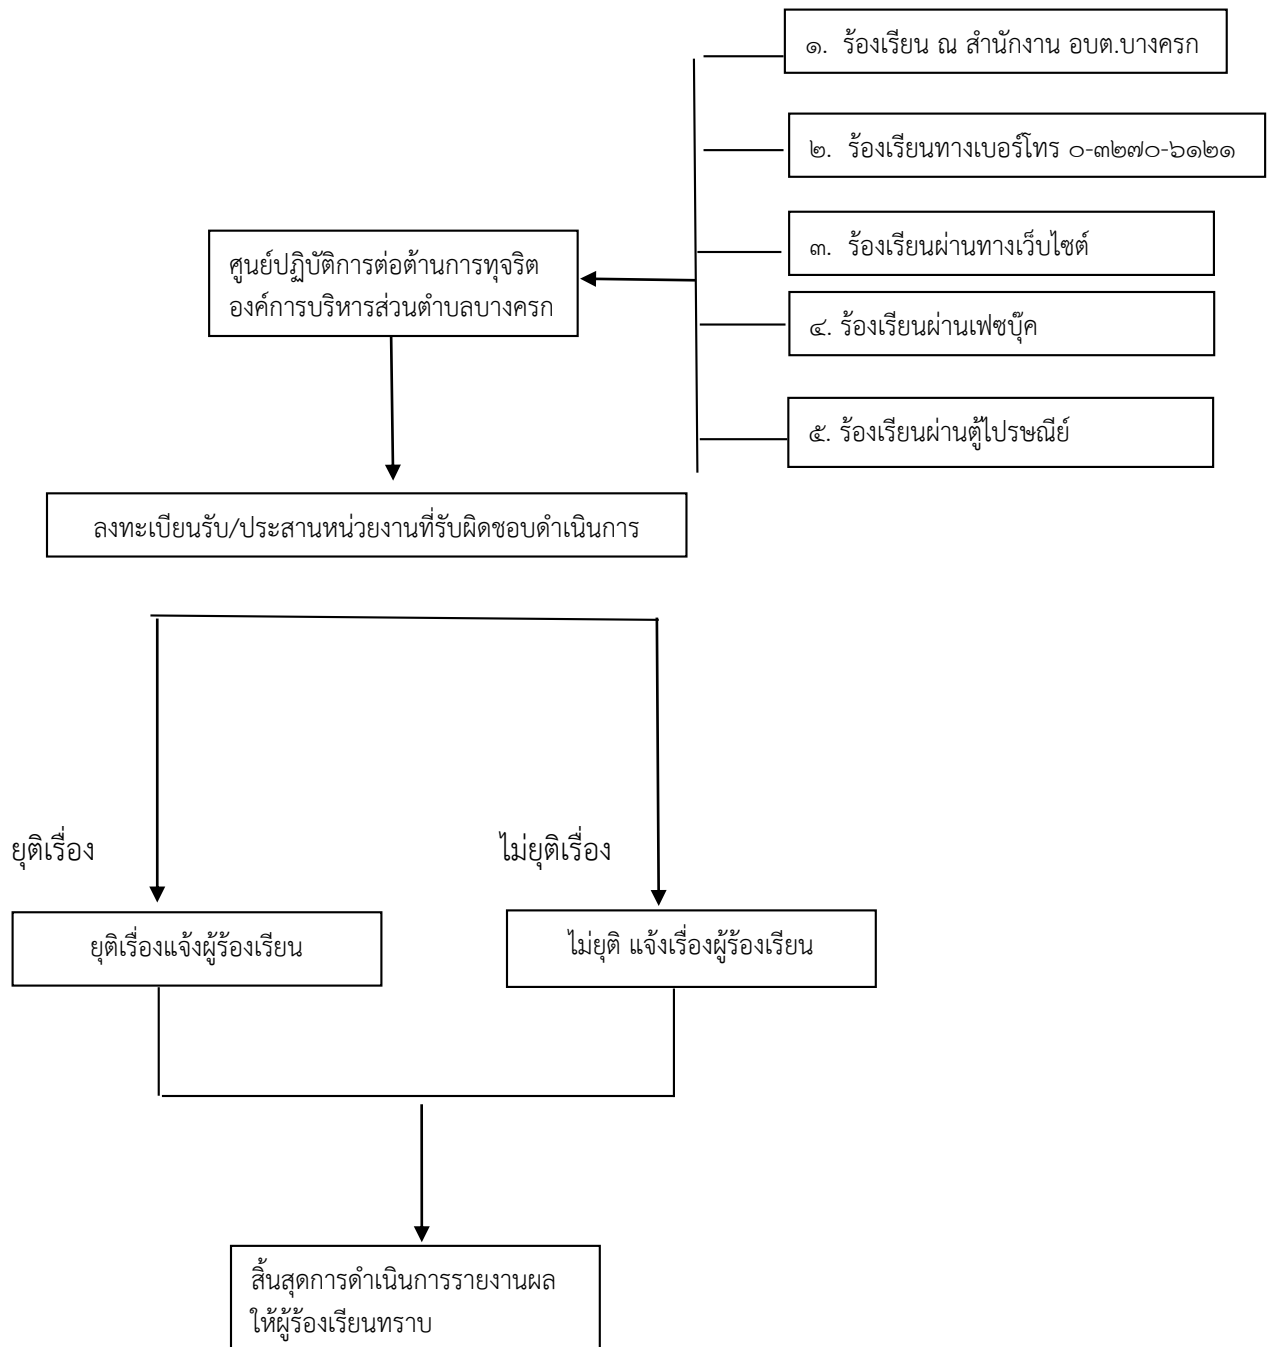 ๑. ร้องเรียน ณ สำนักงาน อบต.บางครก
๒. ร้องเรียนทางเบอร์โทร ๐-๓๒๗๐-๖๑๒๑
๓. ร้องเรียนผ่านทางเว็บไซต์
๔. ร้องเรียนผ่านเฟซบุ๊ค
๕. ร้องเรียนผ่านตู้ไปรษณีย์
ศูนย์ปฏิบัติการต่อต้านการทุจริต
องค์การบริหารส่วนตำบลบางครก
ลงทะเบียนรับ/ประสานหน่วยงานที่รับผิดชอบดำเนินการ
ยุติเรื่อง
ไม่ยุติเรื่อง
ยุติเรื่องแจ้งผู้ร้องเรียน
ไม่ยุติ แจ้งเรื่องผู้ร้องเรียน
สิ้นสุดการดำเนินการรายงานผล
ให้ผู้ร้องเรียนทราบ